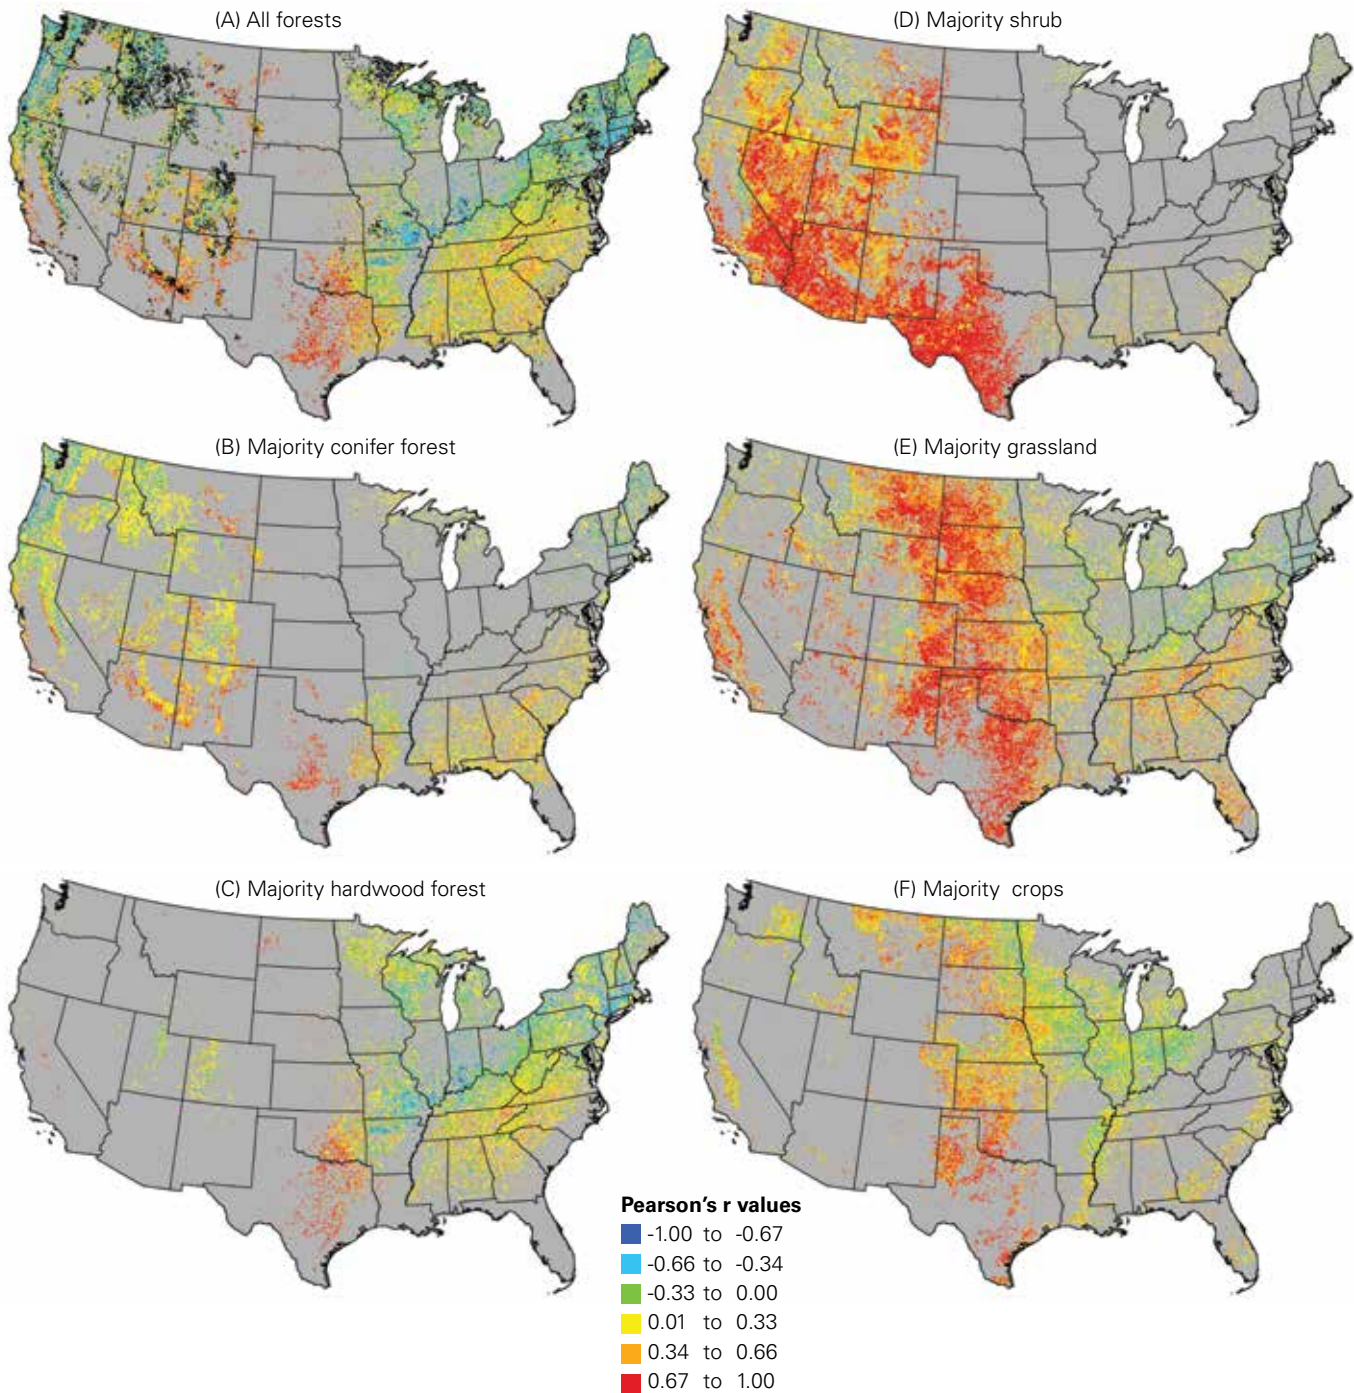 (A) All forests
(D) Majority shrub
(B) Majority conifer forest
(E) Majority grassland
(C) Majority hardwood forest
(F) Majority crops
Pearson's r values
-1.00 to -0.67
-0.66 to -0.34
-0.33 to 0.00
0.01 to 0.33
0.34 to 0.66
0.67 to 1.00